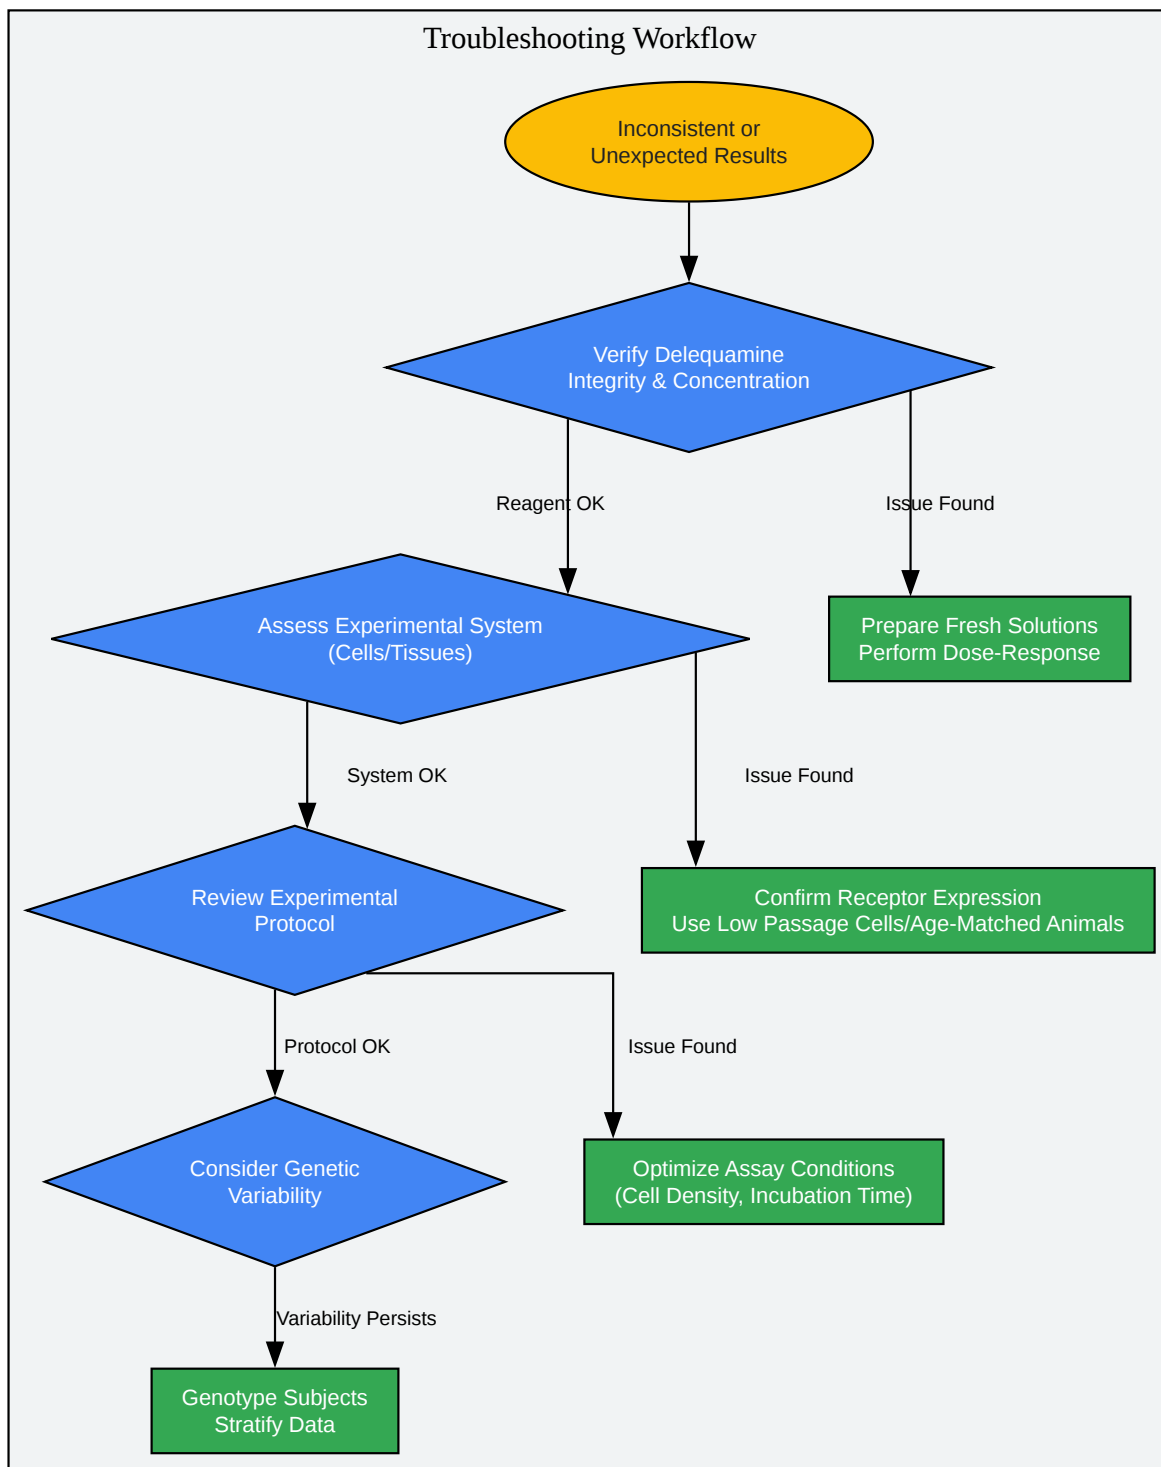 Troubleshooting Workflow
Inconsistent or
Unexpected Results
Verify Delequamine
Integrity & Concentration
Reagent OK
Issue Found
Assess Experimental System
(Cells/Tissues)
Prepare Fresh Solutions
Perform Dose-Response
System OK
Issue Found
Review Experimental
Protocol
Confirm Receptor Expression
Use Low Passage Cells/Age-Matched Animals
Protocol OK
Issue Found
Consider Genetic
Variability
Optimize Assay Conditions
(Cell Density, Incubation Time)
Variability Persists
Genotype Subjects
Stratify Data